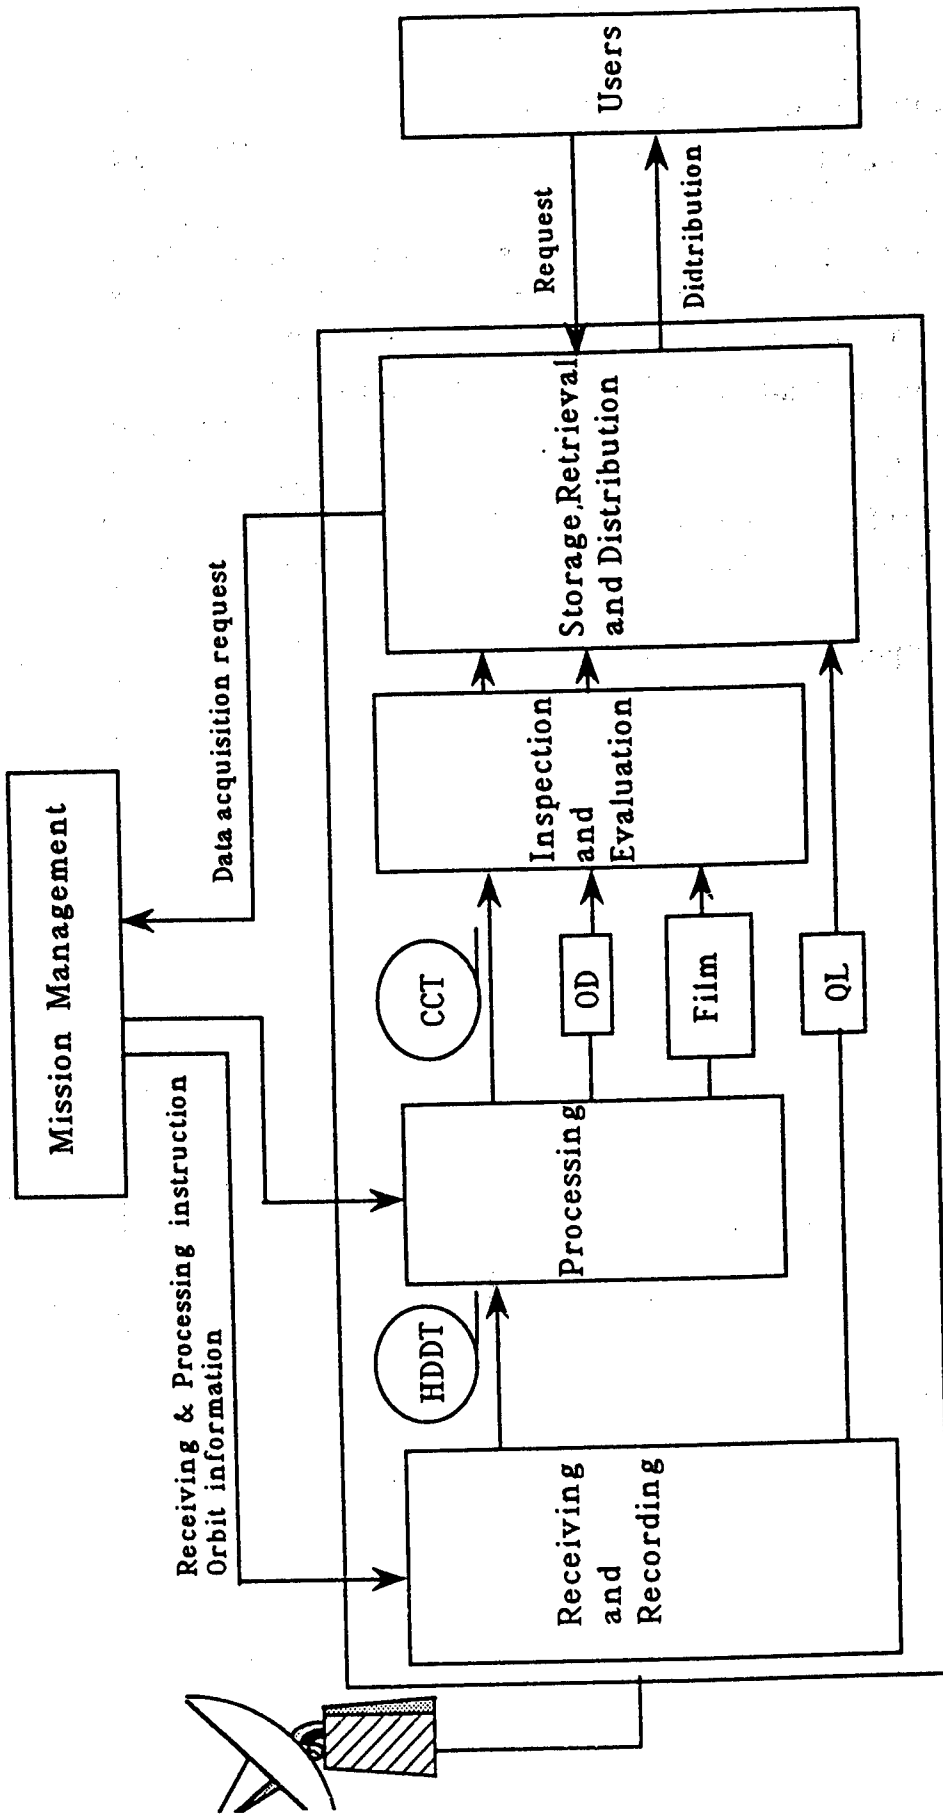 Mission Management
Receiving & Processing instruction
Orbit information
Data acquisition request
Receiving
and
Recording
HDDT
Processing
CCT
OD
Film
QL
Inspection
and
Evaluation
Storage,Retrieval
and Distribution
Request
Didtribution
Users